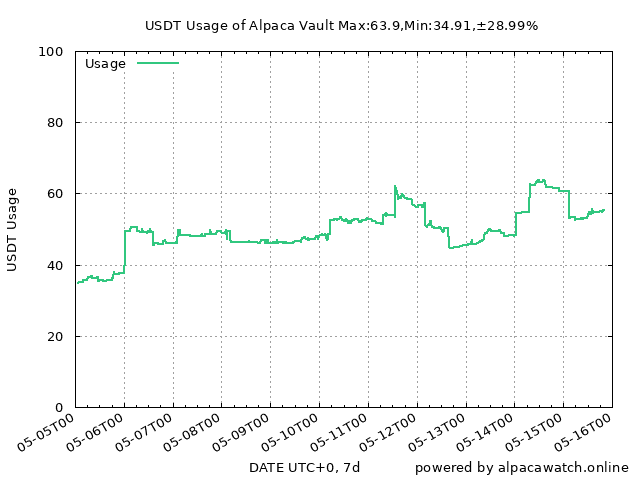 USDT Usage of Alpaca Vault Max:63.9,Min:34.91,±28.99%
Usage
100
80
60
40
20
0
USDT Usage
05-05T00
05-06T00
05-07T00
05-08T00
05-09T00
05-10T00
05-11T00
05-12T00
05-13T00
05-14T00
05-15T00
05-16T00
DATE UTC+0, 7d
powered by alpacawatch.online